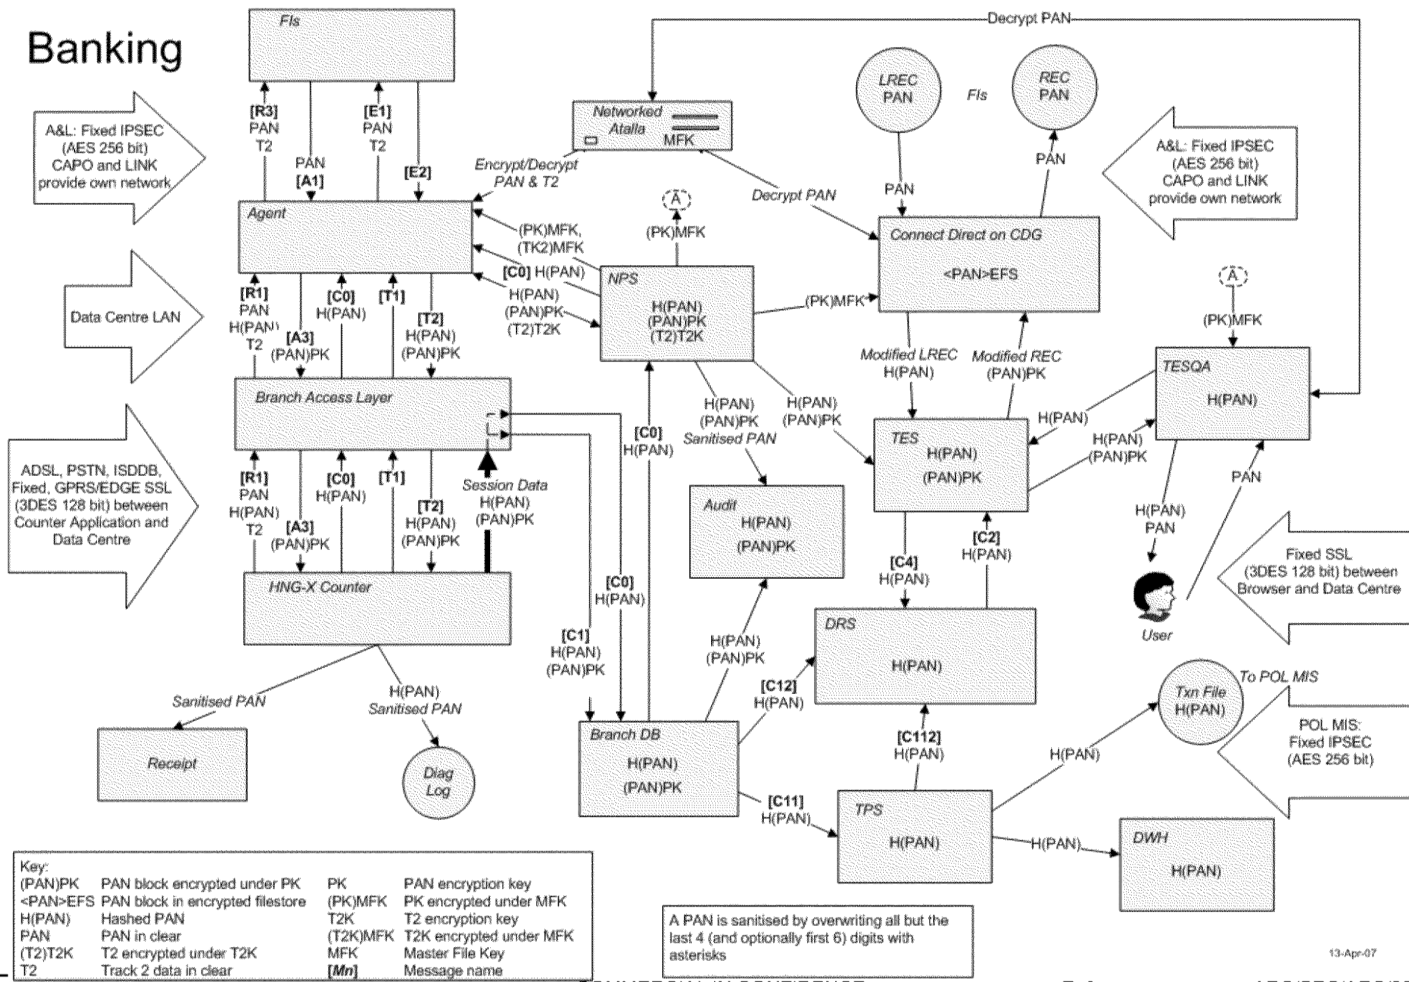 Banking
FIs
[R3]
PAN
T2
PAN
[A1]
[E1]
PAN
T2
[E2]
A&L: Fixed IPSEC
(AES 256 bit)
CAPO and LINK
provide own network
Agent
Networked
Atalla
MFK
Decrypt PAN
Encrypt/Decrypt
PAN & T2
Decrypt PAN
LREC
PAN
FIs
REC
PAN
PAN
PAN
A&L: Fixed IPSEC
(AES 256 bit)
CAPO and LINK
provide own network
Connect Direct on CDG
<PAN>EFS
A
(PK)MFK
(PK)MFK,
(TK2)MFK
[C0] H(PAN)
H(PAN)
(PAN)PK
(T2)T2K
NPS
H(PAN)
(PAN)PK
(T2)T2K
(PK)MFK
A
(PK)MFK
Data Centre LAN
[R1]
PAN
H(PAN)
T2
[A3]
(PAN)PK
[C0]
H(PAN)
[T1]
[T2]
H(PAN)
(PAN)PK
Branch Access Layer
Modified LREC
H(PAN)
Modified REC
(PAN)PK
TESQA
H(PAN)
H(PAN)
(PAN)PK
Sanitised PAN
H(PAN)
(PAN)PK
[C0]
H(PAN)
TES
H(PAN)
(PAN)PK
H(PAN)
H(PAN)
(PAN)PK
ADSL, PSTN, ISDDB,
Fixed, GPRS/EDGE SSL
(3DES 128 bit) between
Counter Application and
Data Centre
[R1]
PAN
H(PAN)
T2
[A3]
(PAN)PK
[C0]
H(PAN)
[T1]
[T2]
H(PAN)
(PAN)PK
Session Data
H(PAN)
(PAN)PK
HNG-X Counter
Audit
H(PAN)
(PAN)PK
[C4]
H(PAN)
[C2]
H(PAN)
H(PAN)
PAN
PAN
User
Fixed SSL
(3DES 128 bit) between
Browser and Data Centre
[C0]
H(PAN)
[C1]
H(PAN)
(PAN)PK
H(PAN)
(PAN)PK
DRS
H(PAN)
[C12]
H(PAN)
Sanitised PAN
H(PAN)
Sanitised PAN
Receipt
Diag
Log
Branch DB
H(PAN)
(PAN)PK
[C112]
H(PAN)
H(PAN)
Txn File
H(PAN)
To POL MIS
POL MIS:
Fixed IPSEC
(AES 256 bit)
[C11]
H(PAN)
TPS
H(PAN)
H(PAN)
DWH
H(PAN)
Key:
(PAN)PK PAN block encrypted under PK PK PAN encryption key
<PAN>EFS PAN block in encrypted filestore (PK)MFK PK encrypted under MFK
H(PAN) Hashed PAN T2K T2 encryption key
PAN PAN in clear (T2K)MFK T2K encrypted under MFK
(T2)T2K T2 encrypted under T2K MFK Master File Key
T2 Track 2 data in clear [Mn] Message name
A PAN is sanitised by overwriting all but the
last 4 (and optionally first 6) digits with
asterisks
13-Apr-07